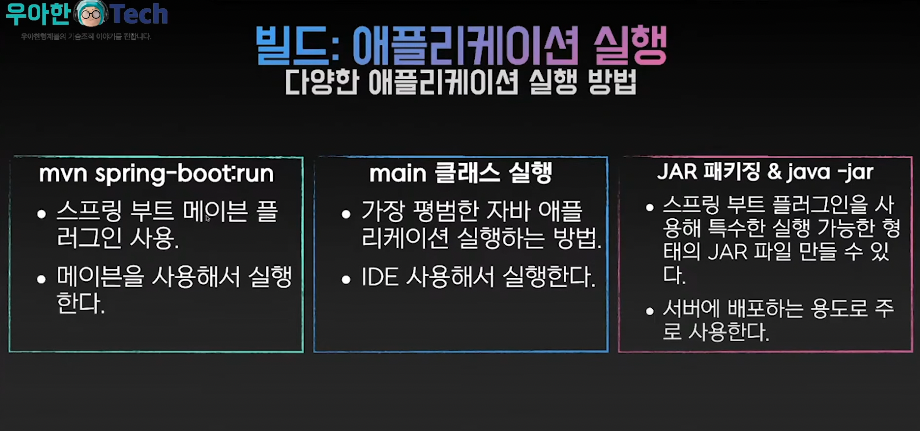 우아한Tech
우아한형제들의 기술조직 이야기를 전합니다.
빌드: 애플리케이션 실행
다양한 애플리케이션 실행 방법
mvn spring-boot:run
• 스프링 부트 메이븐 플
러그인 사용.
• 메이븐을 사용해서 실행
한다.
main 클래스 실행
• 가장 평범한 자바 애플
리케이션 실행하는 방법.
• IDE 사용해서 실행한다.
JAR 패키징 & java -jar
• 스프링 부트 플러그인을 사
용해 특수한 실행 가능한 형
태의 JAR 파일 만들 수 있
다.
• 서버에 배포하는 용도로 주
로 사용한다.